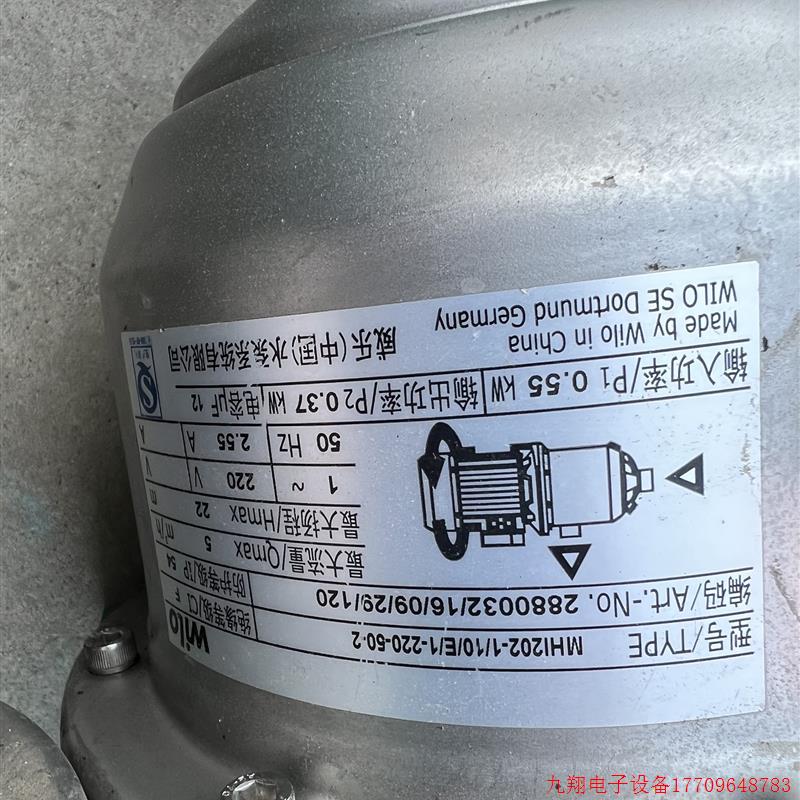 wilo
型号/TYPE MHI202-1/10/E/1-220-50-2 绝缘等级/Cl. F
编码/Art.-No. 2880032/16/09/29/120 防护等级/IP 54
最大流量/Qmax 5 m³/h
最大扬程/Hmax 22 m
1 ~ 220 V V
50 Hz 2.55 A A
输入功率/P1 0.55 kW 输出功率/P2 0.37 kW 电容μF 12
Made by Wilo in China 威乐(中国)水泵系统有限公司
WILO SE Dortmund Germany
九翔电子设备17709648783